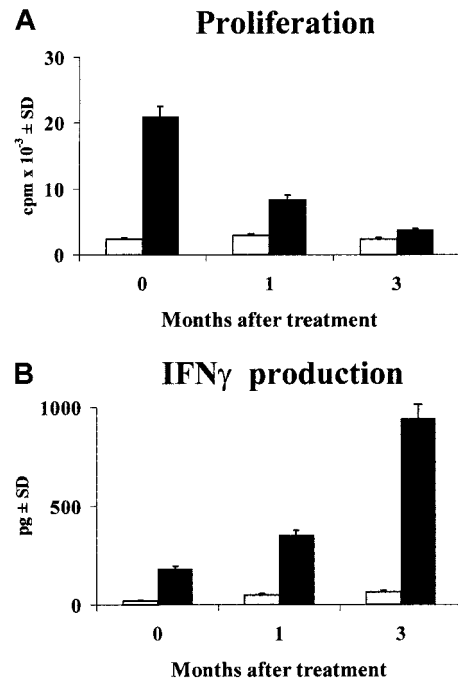 A
Proliferation
30
20
10
0
cpm x 10⁻³ ± SD
0 1 3
Months after treatment
B
IFNγ production
1000
500
0
pg ± SD
0 1 3
Months after treatment